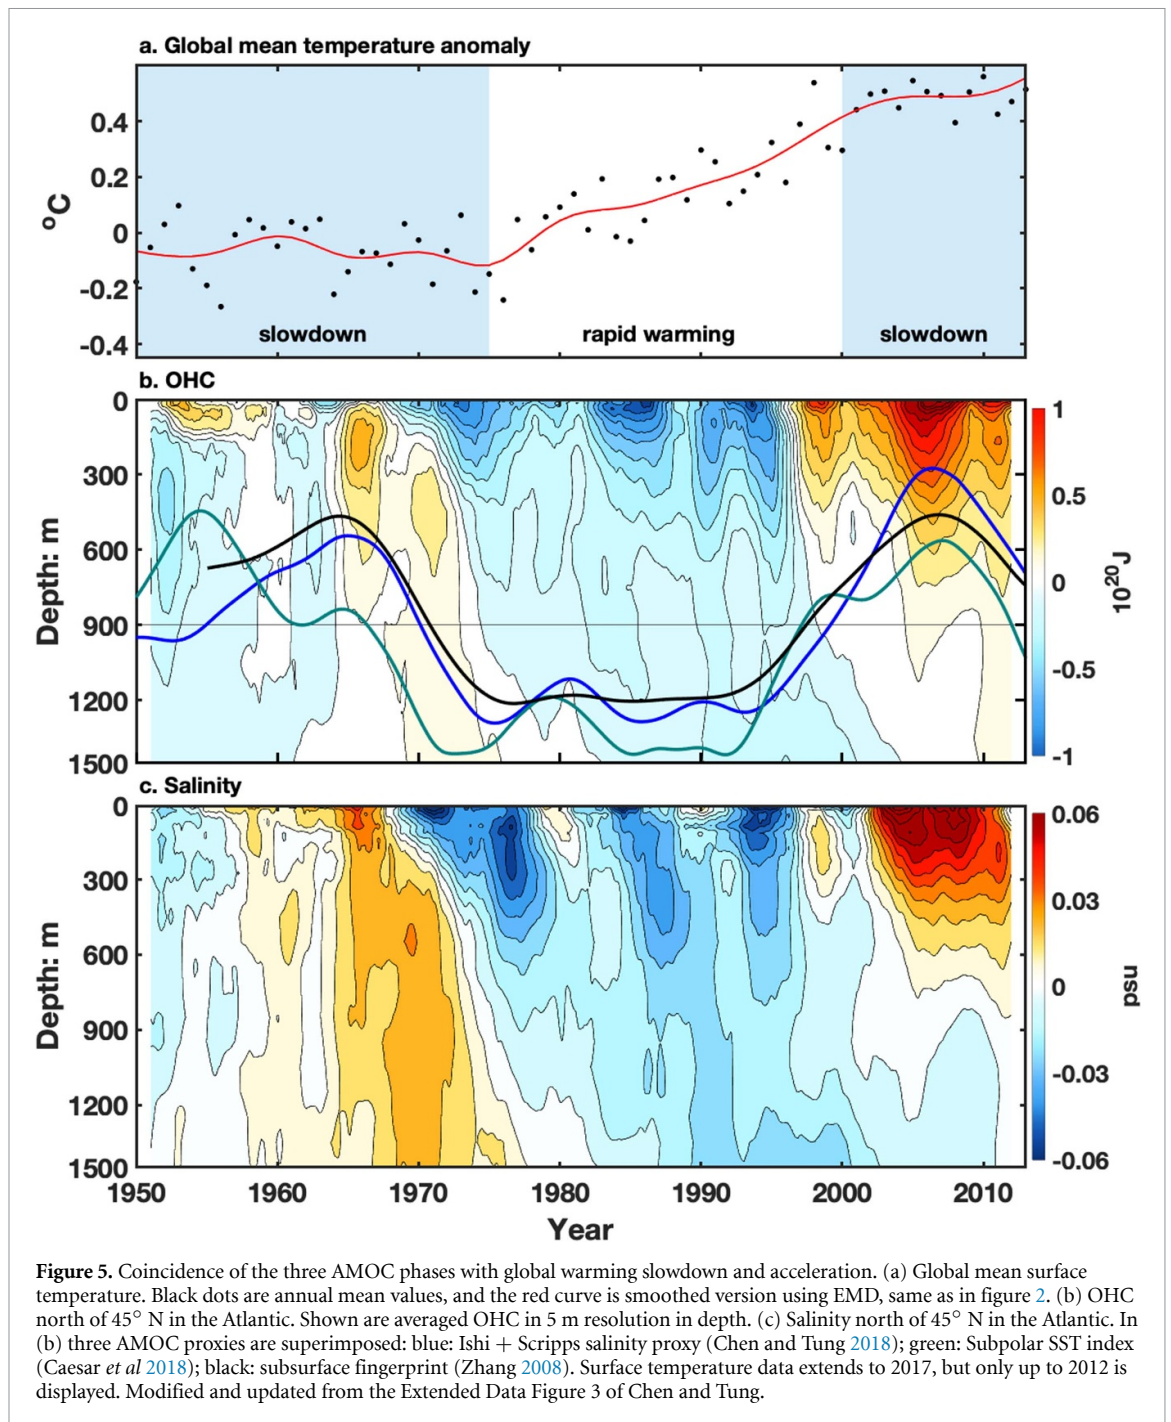 a. Global mean temperature anomaly
0.4
0.2
0
-0.2
-0.4
°C
slowdown
rapid warming
slowdown
b. OHC
0
300
600
900
1200
1500
Depth: m
1
0.5
0
-0.5
-1
10²⁰J
c. Salinity
0
300
600
900
1200
1500
Depth: m
0.06
0.03
0
-0.03
-0.06
psu
1950 1960 1970 1980 1990 2000 2010
Year
Figure 5. Coincidence of the three AMOC phases with global warming slowdown and acceleration. (a) Global mean surface
temperature. Black dots are annual mean values, and the red curve is smoothed version using EMD, same as in figure 2. (b) OHC
north of 45° N in the Atlantic. Shown are averaged OHC in 5 m resolution in depth. (c) Salinity north of 45° N in the Atlantic. In
(b) three AMOC proxies are superimposed: blue: Ishi + Scripps salinity proxy (Chen and Tung 2018); green: Subpolar SST index
(Caesar et al 2018); black: subsurface fingerprint (Zhang 2008). Surface temperature data extends to 2017, but only up to 2012 is
displayed. Modified and updated from the Extended Data Figure 3 of Chen and Tung.